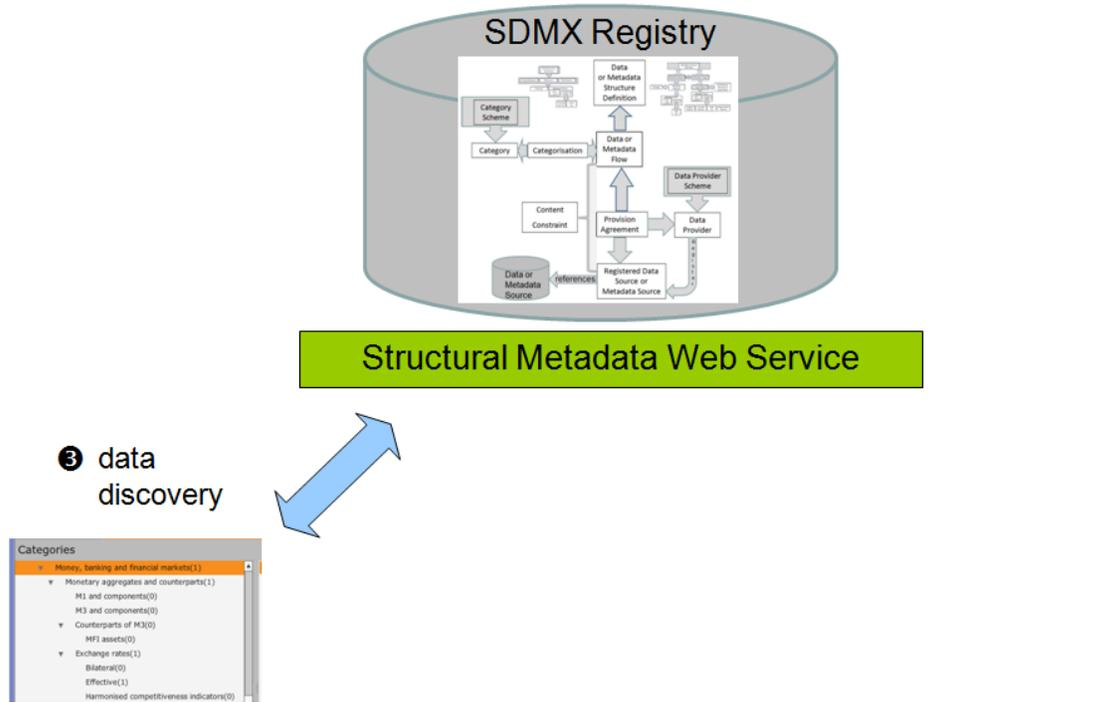 SDMX Registry
Data
or Metadata
Structure
Definition
Category
Scheme
Category
Categorisation
Data or
Metadata
Flow
Data Provider
Scheme
Content
Constraint
Provision
Agreement
Data
Provider
Data or
Metadata
Source
references
Registered Data
Source or
Metadata Source
Structural Metadata Web Service
❸ data
discovery
Categories
Money, banking and financial markets(1)
Monetary aggregates and counterparts(1)
M1 and components(0)
M3 and components(0)
Counterparts of M3(0)
MFI assets(0)
Exchange rates(1)
Bilateral(0)
Effective(1)
Harmonised competitiveness indicators(0)